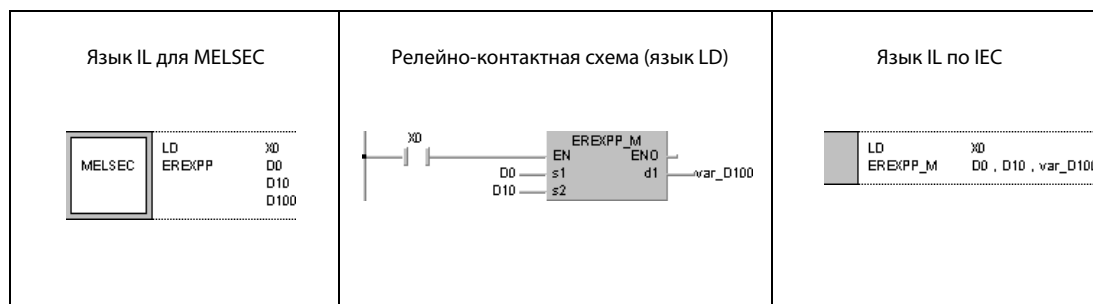 Язык IL для MELSEC
MELSEC
LD X0
EREXPP D0
D10
D100
Релейно-контактная схема (язык LD)
X0
EREXPP_M
EN ENO
D0 s1 d1 var_D100
D10 s2
Язык IL по IEC
LD X0
EREXPP_M D0 , D10 , var_D100